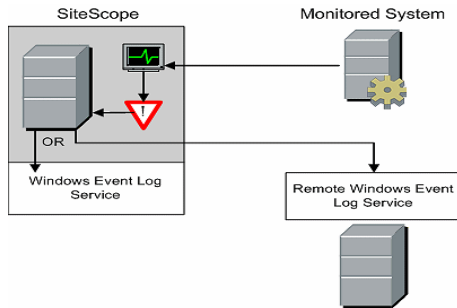 SiteScope
Monitored System
!
OR
Windows Event Log
Service
Remote Windows Event
Log Service